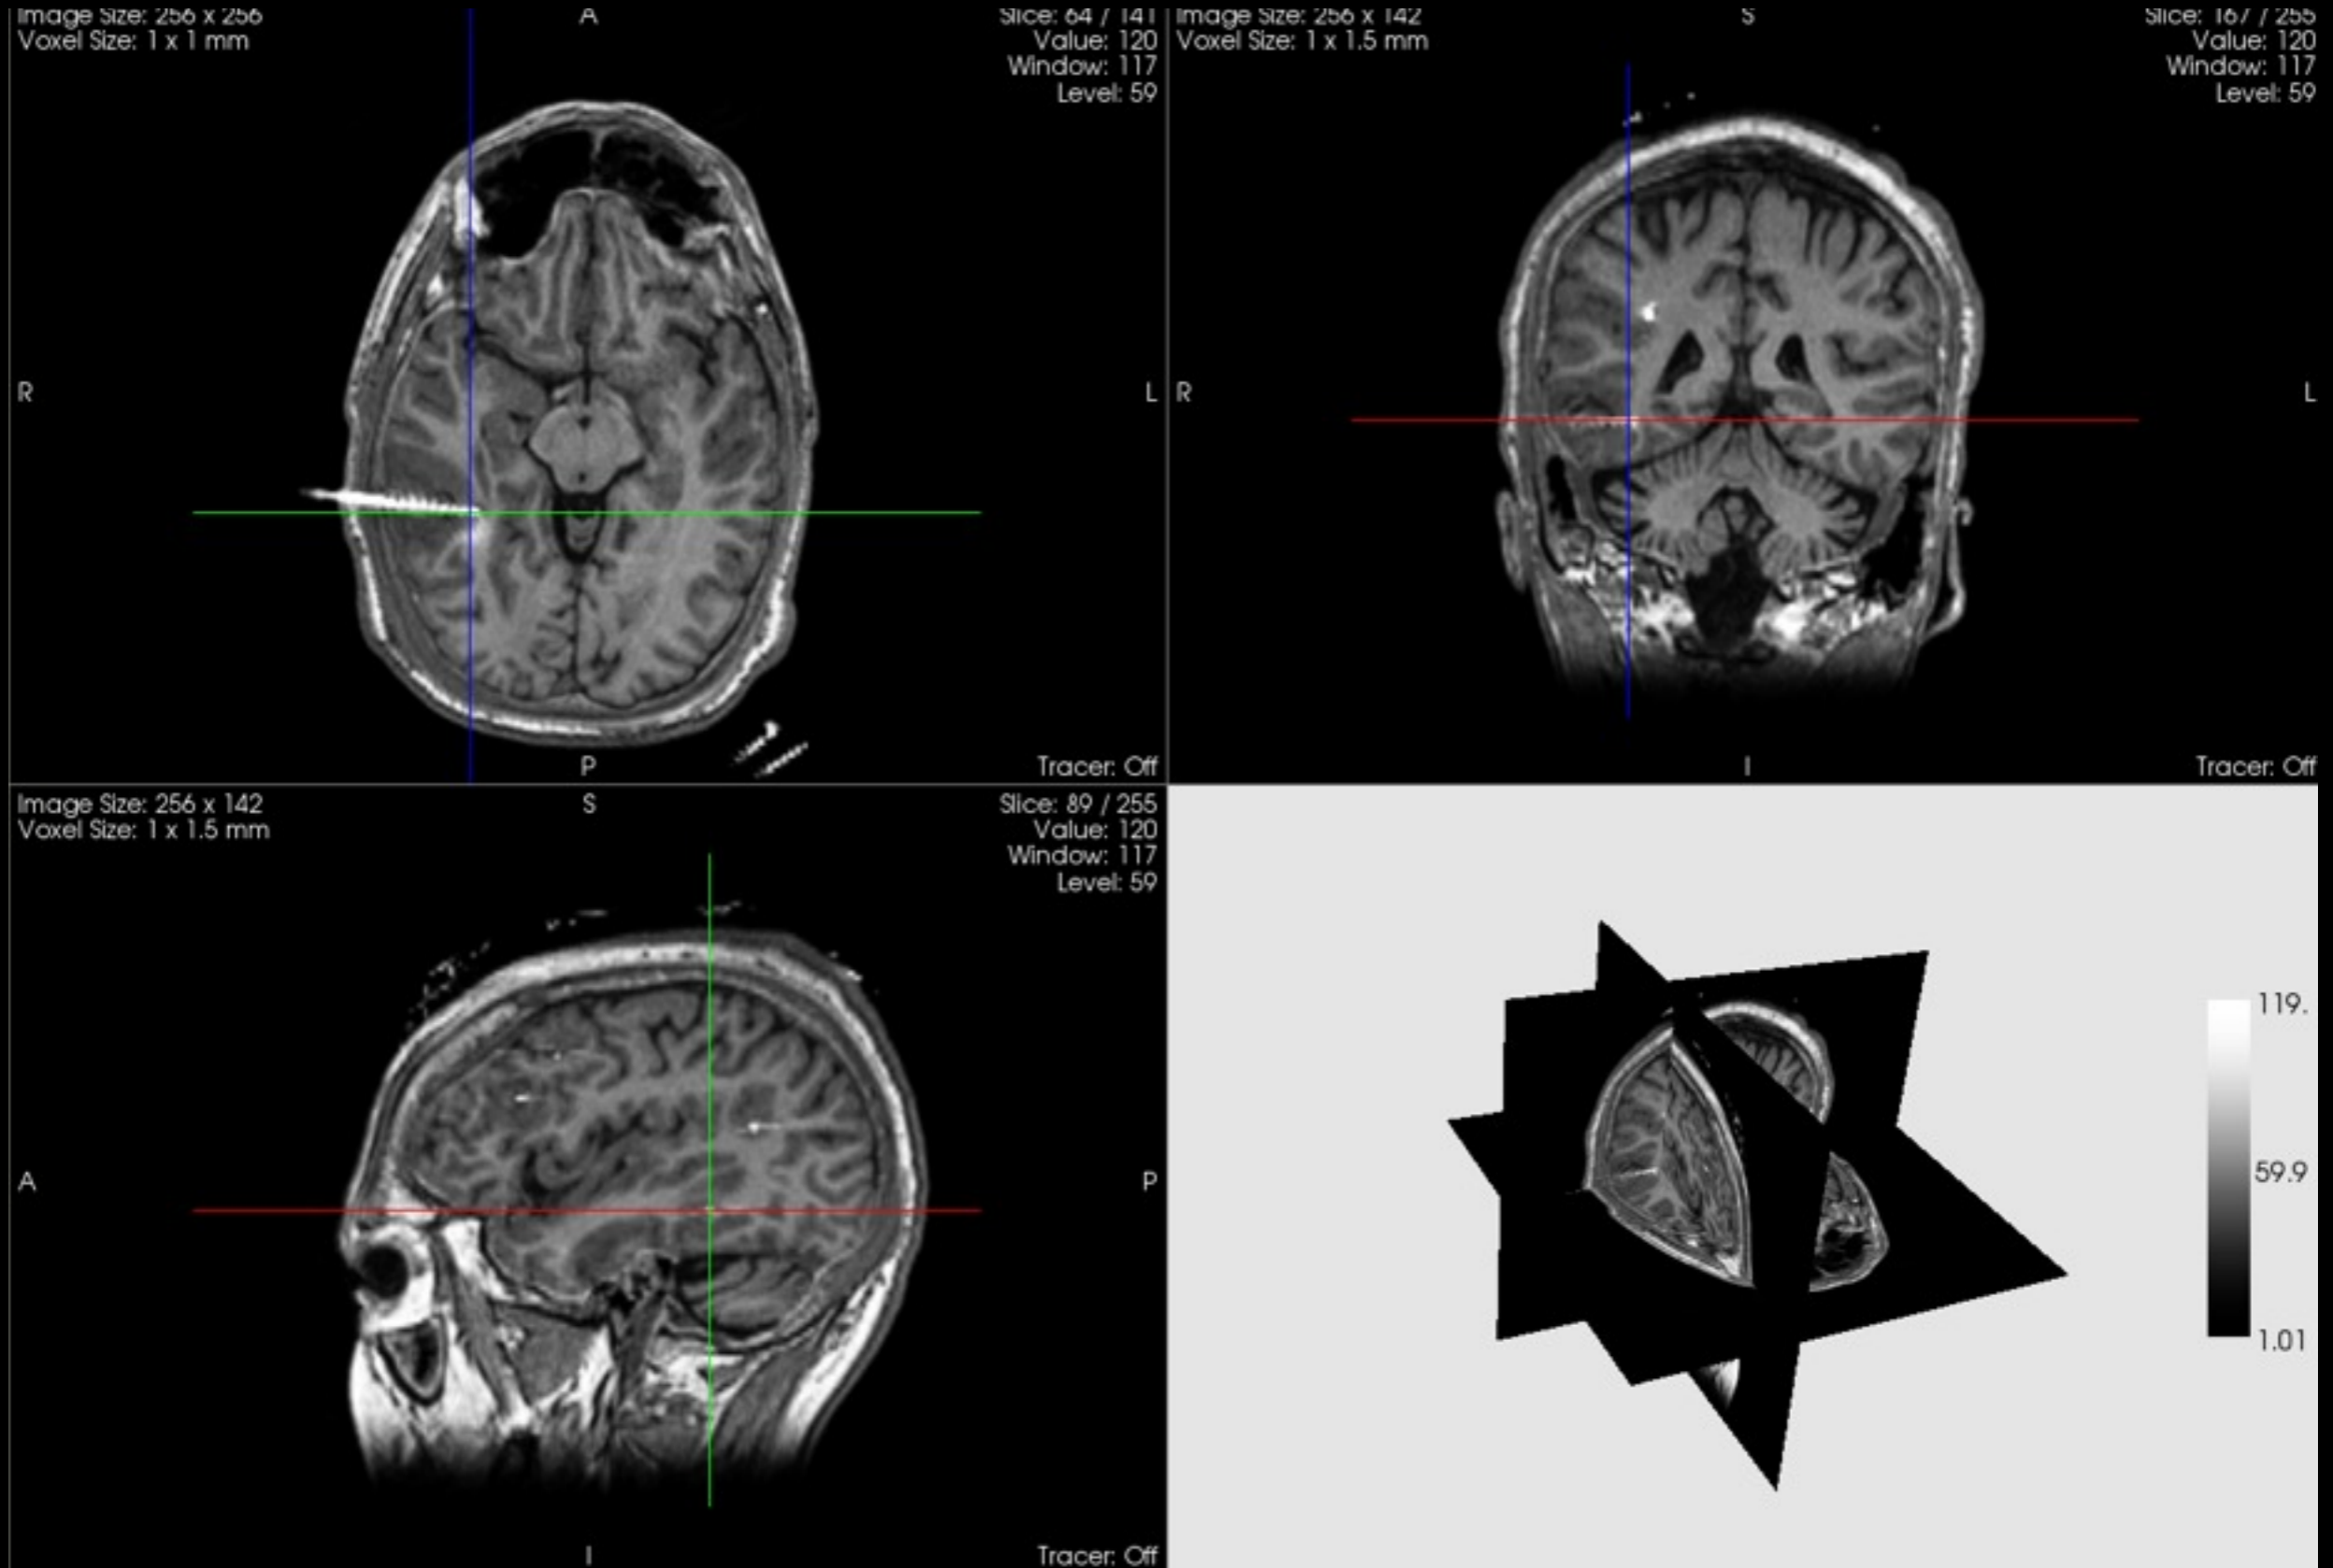 Image Size: 256 x 256
Voxel Size: 1 x 1 mm
A
Slice: 64 / 141
Value: 120
Window: 117
Level: 59
R
L
P
Tracer: Off
Image Size: 256 x 142
Voxel Size: 1 x 1.5 mm
S
Slice: 167 / 255
Value: 120
Window: 117
Level: 59
R
L
I
Tracer: Off
Image Size: 256 x 142
Voxel Size: 1 x 1.5 mm
S
Slice: 89 / 255
Value: 120
Window: 117
Level: 59
A
P
I
Tracer: Off
119.
59.9
1.01